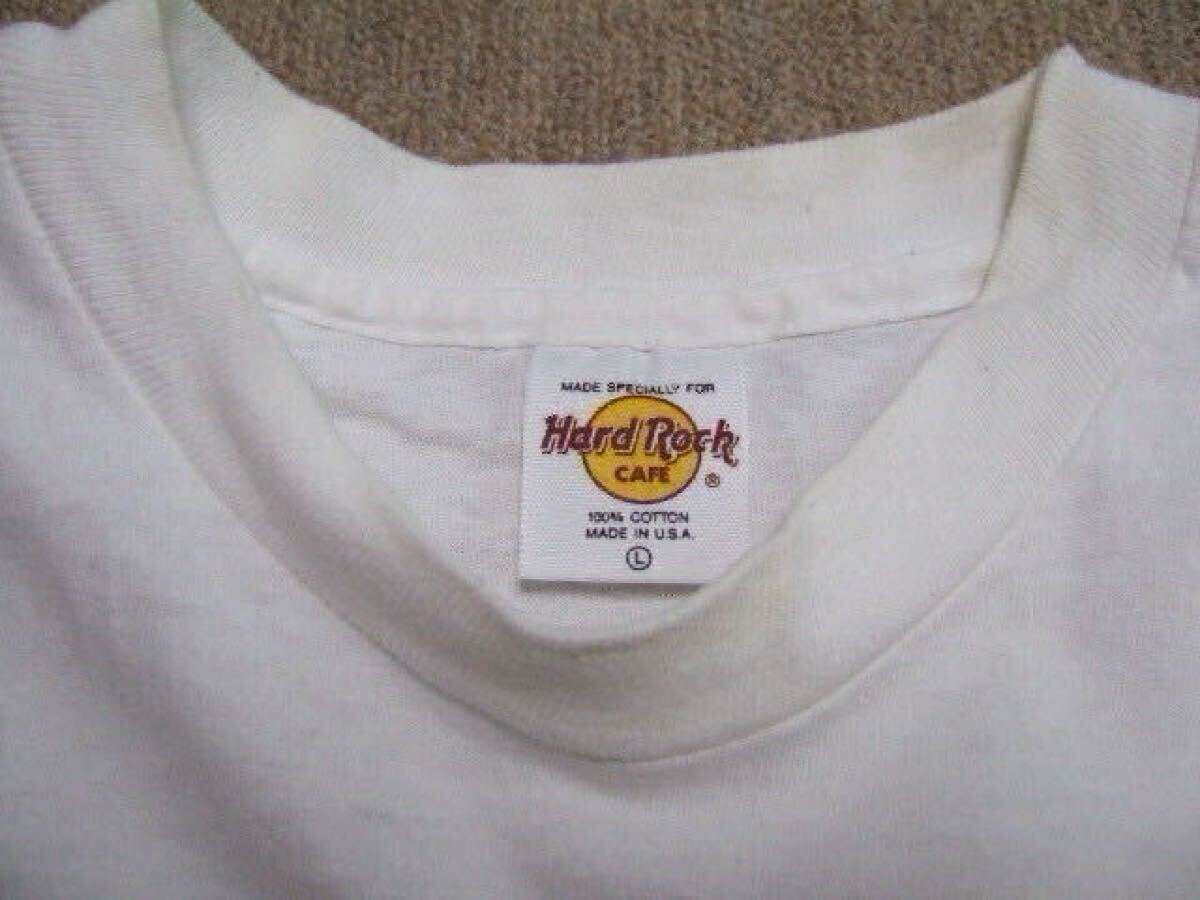 MADE SPECIALLY FOR
Hard Rock
CAFE
®
100% COTTON
MADE IN U.S.A.
L